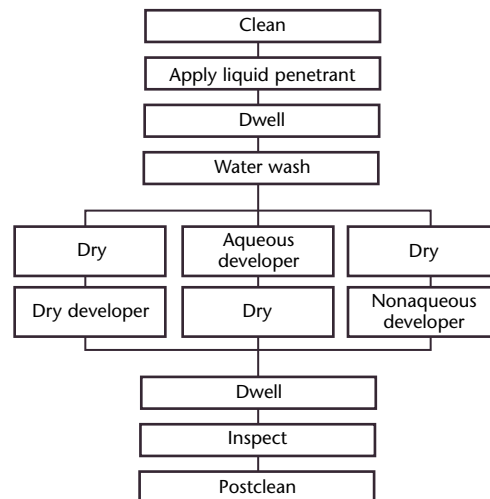 Clean
Apply liquid penetrant
Dwell
Water wash
Dry
Aqueous
developer
Dry
Dry developer
Dry
Nonaqueous
developer
Dwell
Inspect
Postclean